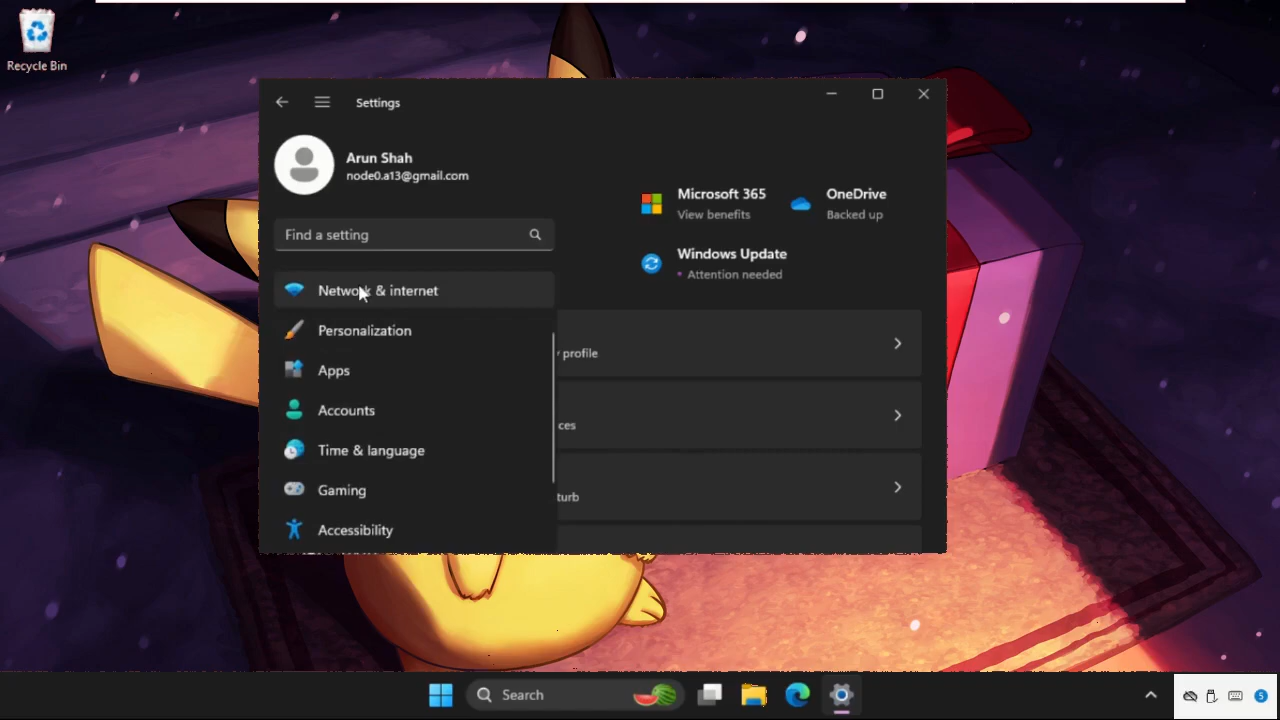 Recycle Bin
Settings
Arun Shah
node0.a13@gmail.com
Find a setting
Network & internet
Personalization
Apps
Accounts
Time & language
Gaming
Accessibility
Microsoft 365
View benefits
OneDrive
Backed up
Windows Update
• Attention needed
profile
ces
turb
Search
5